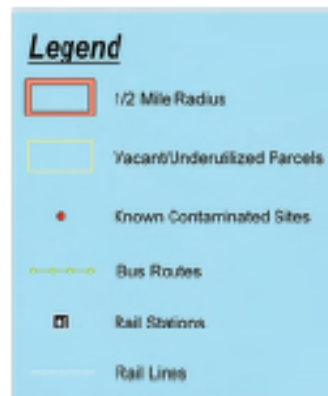 Legend
1/2 Mile Radius
Vacant/Underutilized Parcels
Known Contaminated Sites
Bus Routes
Rail Stations
Rail Lines